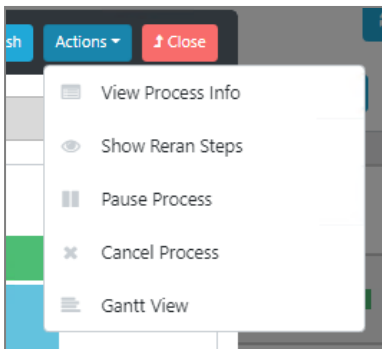 sh Actions Close
View Process Info
Show Reran Steps
Pause Process
Cancel Process
Gantt View